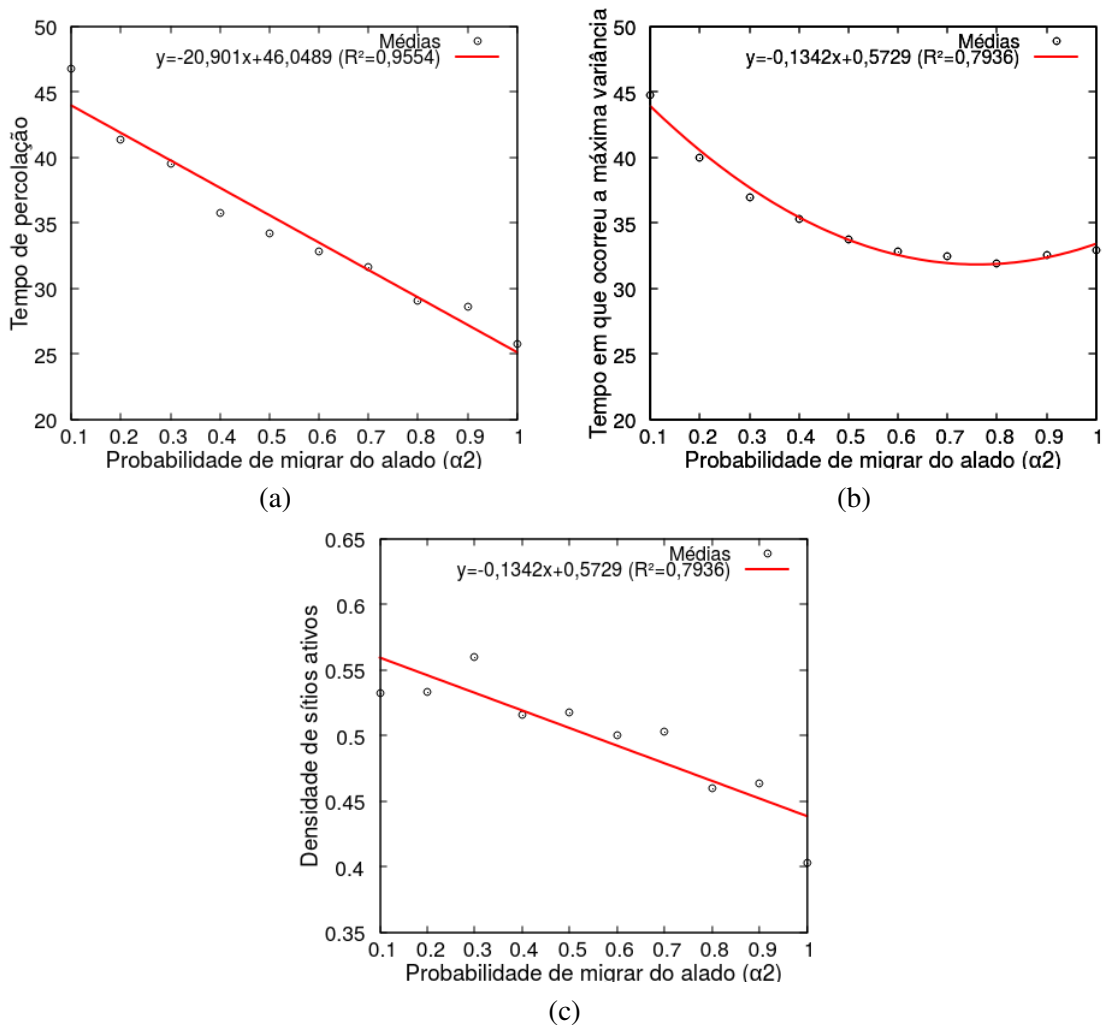 50
45
40
35
30
25
20
Tempo de percolação
Médias
y=-20,901x+46,0489 (R²=0,9554)
0.1 0.2 0.3 0.4 0.5 0.6 0.7 0.8 0.9 1
Probabilidade de migrar do alado (α2)
(a)
50
45
40
35
30
25
20
Tempo em que ocorreu a máxima variância
Médias
y=-0,1342x+0,5729 (R²=0,7936)
0.1 0.2 0.3 0.4 0.5 0.6 0.7 0.8 0.9 1
Probabilidade de migrar do alado (α2)
(b)
0.65
0.6
0.55
0.5
0.45
0.4
0.35
Densidade de sítios ativos
Médias
y=-0,1342x+0,5729 (R²=0,7936)
0.1 0.2 0.3 0.4 0.5 0.6 0.7 0.8 0.9 1
Probabilidade de migrar do alado (α2)
(c)